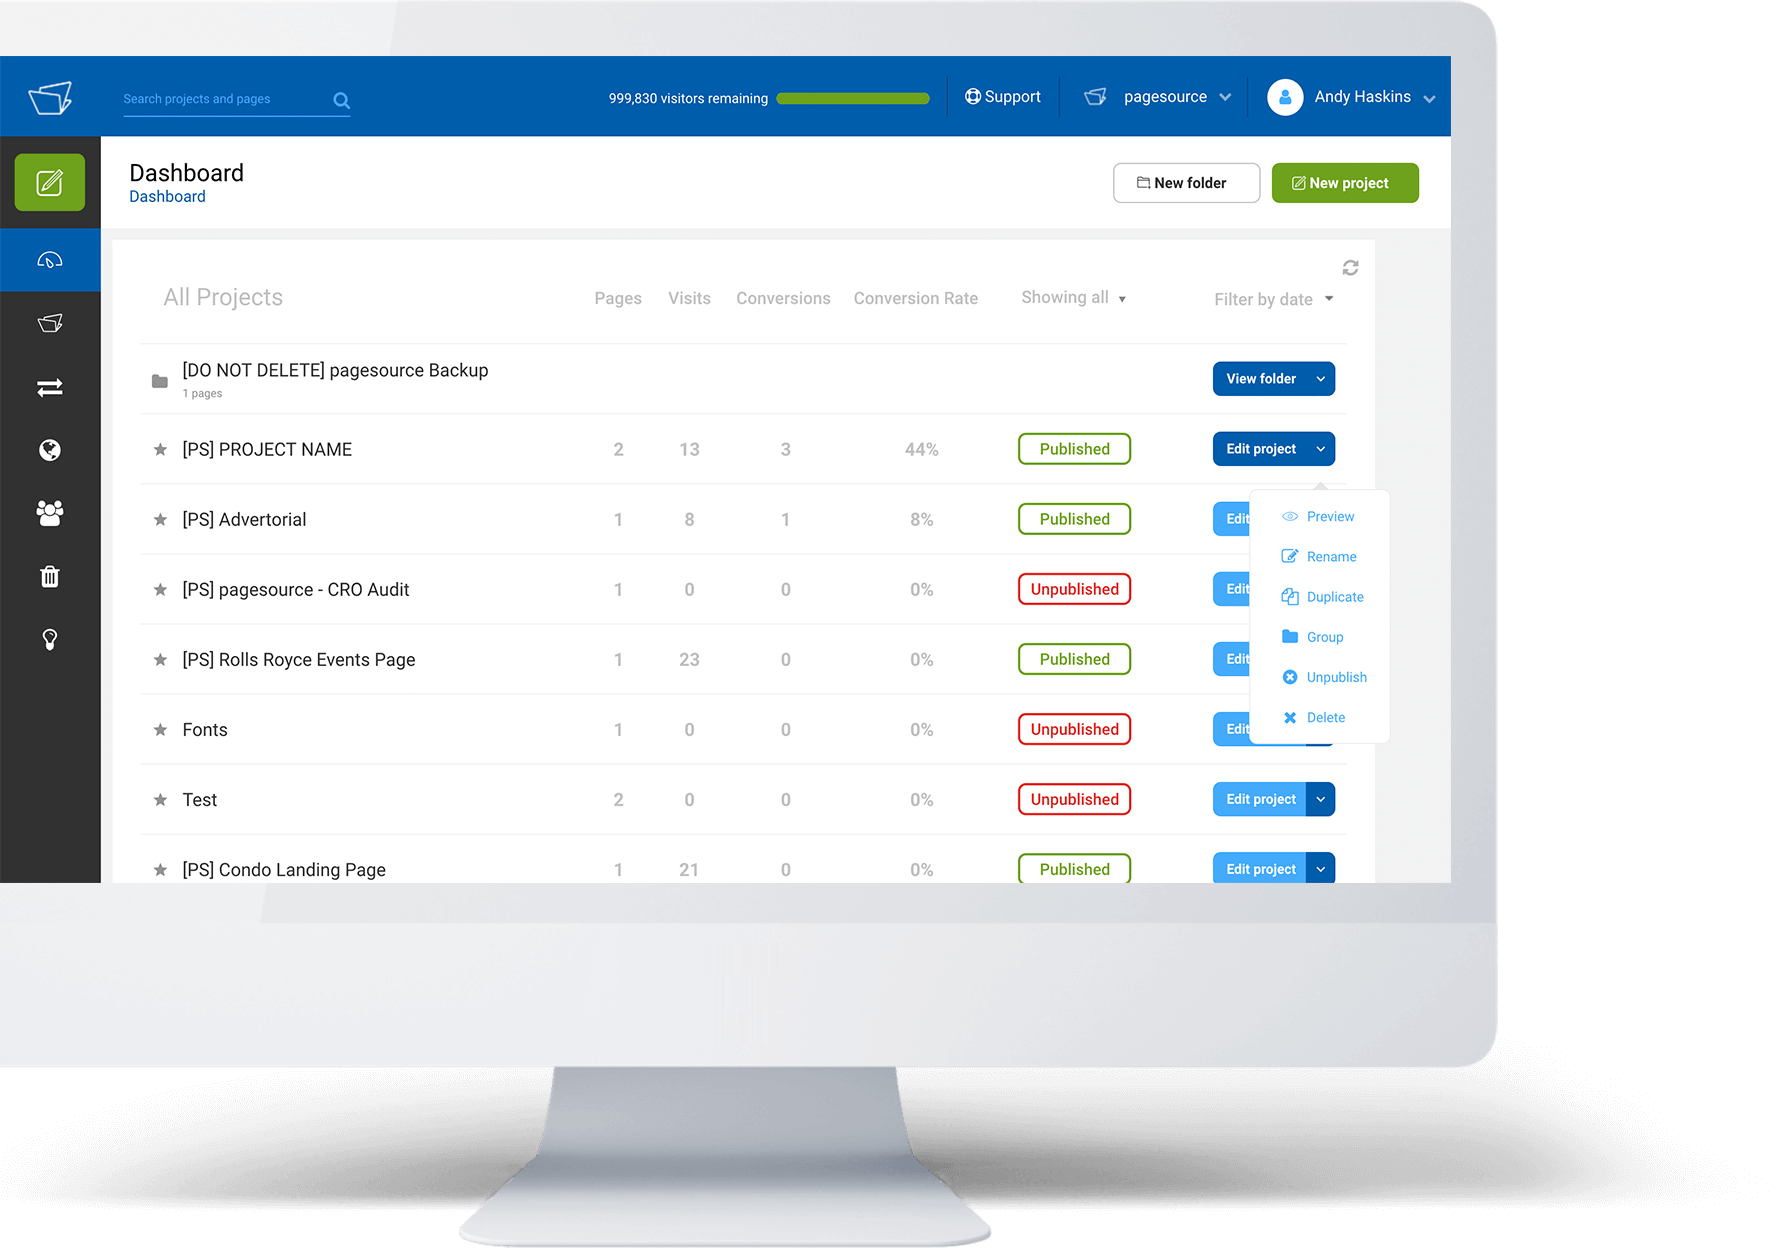 Search projects and pages
999,830 visitors remaining
Support
pagesource
Andy Haskins
Dashboard
Dashboard
New folder
New project
All Projects
Pages Visits Conversions Conversion Rate Showing all Filter by date
[DO NOT DELETE] pagesource Backup
1 pages
View folder
[PS] PROJECT NAME 2 13 3 44% Published Edit project
[PS] Advertorial 1 8 1 8% Published Edit
[PS] pagesource - CRO Audit 1 0 0 0% Unpublished Edit
[PS] Rolls Royce Events Page 1 23 0 0% Published Edit
Fonts 1 0 0 0% Unpublished Edit
Preview
Rename
Duplicate
Group
Unpublish
Delete
Test 2 0 0 0% Unpublished Edit project
[PS] Condo Landing Page 1 21 0 0% Published Edit project